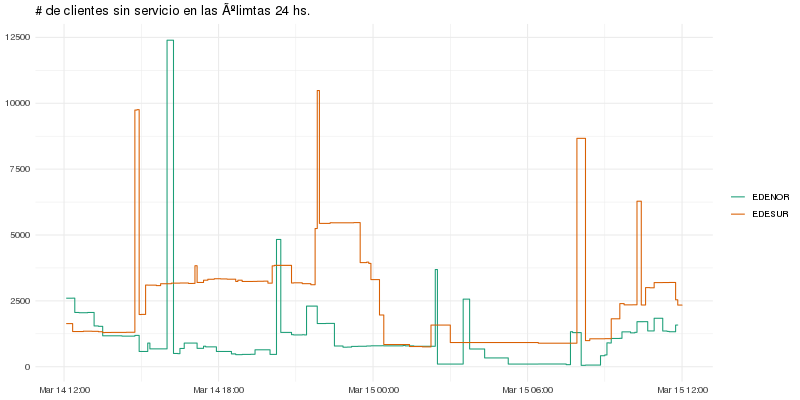 # de clientes sin servicio en las Ãºlimtas 24 hs.
12500
10000
7500
5000
2500
0
EDENOR
EDESUR
Mar 14 12:00
Mar 14 18:00
Mar 15 00:00
Mar 15 06:00
Mar 15 12:00